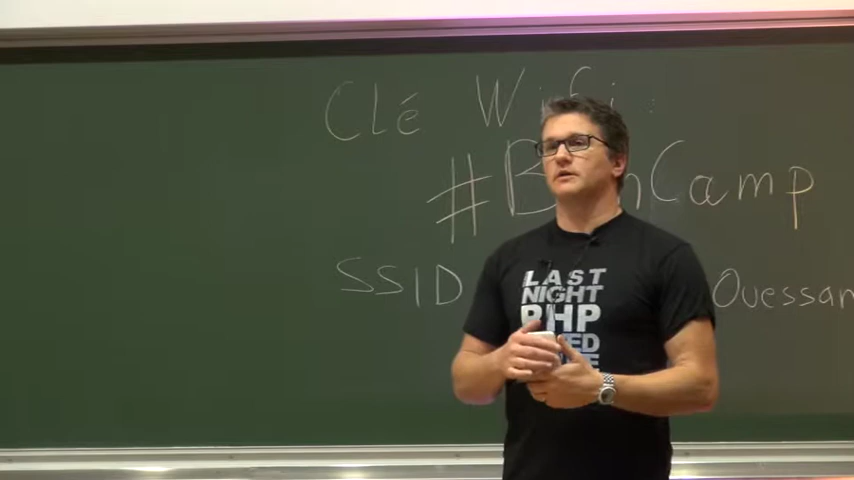 Clé Wifi :
# Camp
SSID Ouessan
LAST
NIGHT
PHP